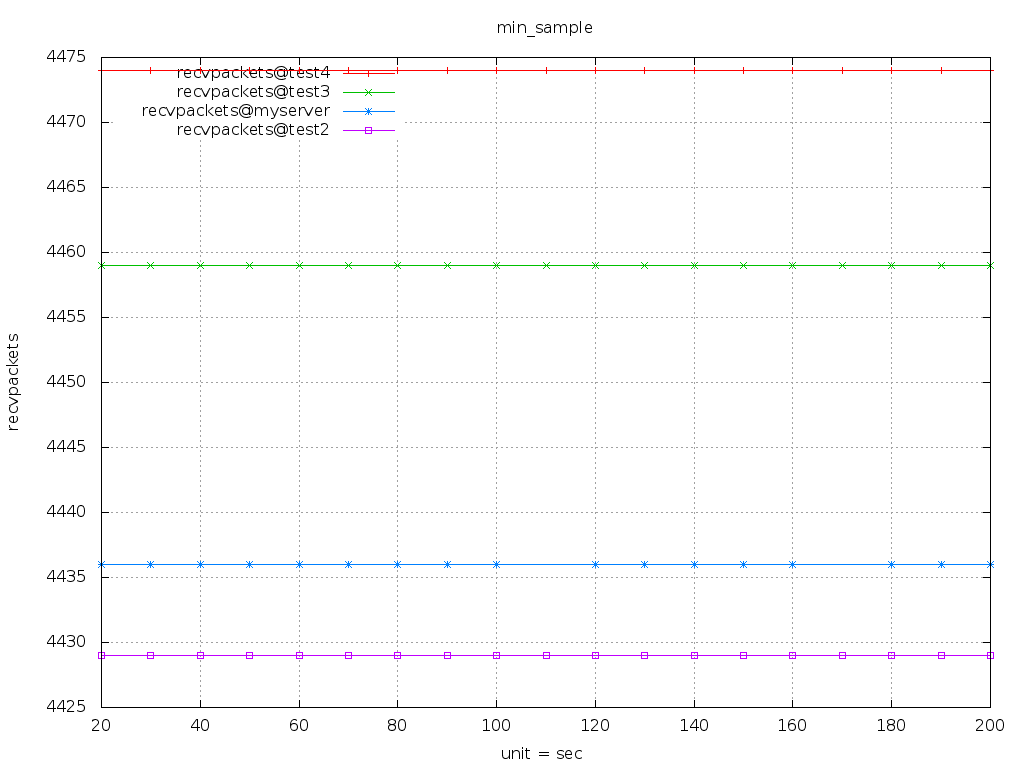 min_sample
4475
recvpackets@test4
recvpackets@test3
recvpackets@myserver
recvpackets@test2
4470
4465
4460
4455
4450
4445
4440
4435
4430
4425
recvpackets
20 40 60 80 100 120 140 160 180 200
unit = sec